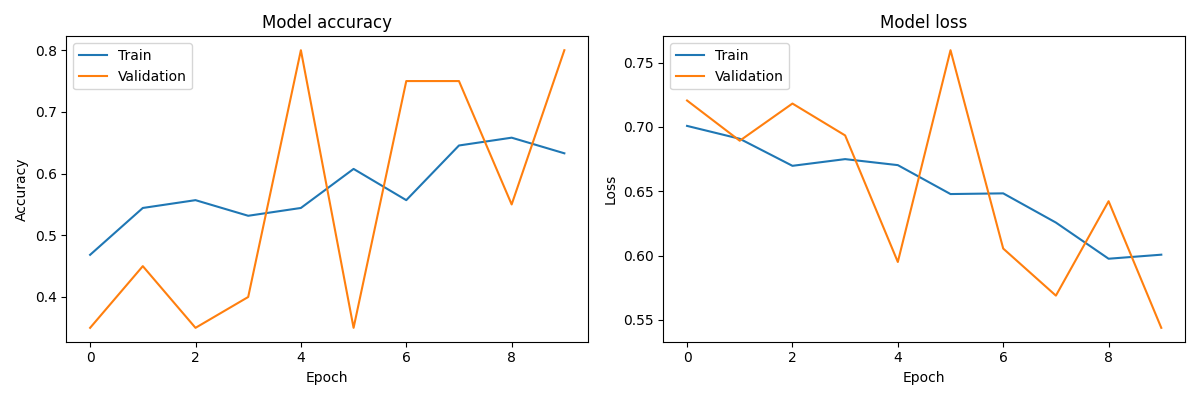 Model accuracy
Train
Validation
0.8
0.7
0.6
0.5
0.4
Accuracy
0 2 4 6 8
Epoch
Model loss
Train
Validation
0.75
0.70
0.65
0.60
0.55
Loss
0 2 4 6 8
Epoch